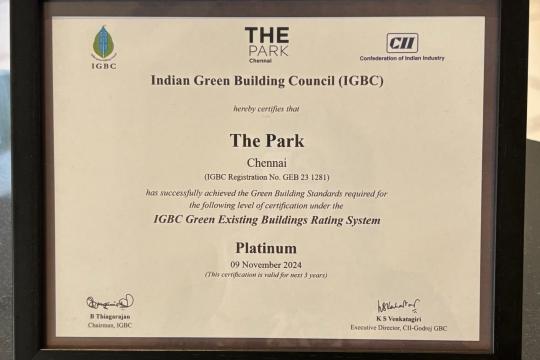 IGBC
THE
PARK
Chennai
CII
Confederation of Indian Industry
Indian Green Building Council (IGBC)
hereby certifies that
The Park
Chennai
(IGBC Registration No. GEB 23 1281)
has successfully achieved the Green Building Standards required for
the following level of certification under the
IGBC Green Existing Buildings Rating System
Platinum
09 November 2024
(This certification is valid for next 3 years)
B Thiagarajan
Chairman, IGBC
K S Venkatagiri
Executive Director, CII-Godrej GBC